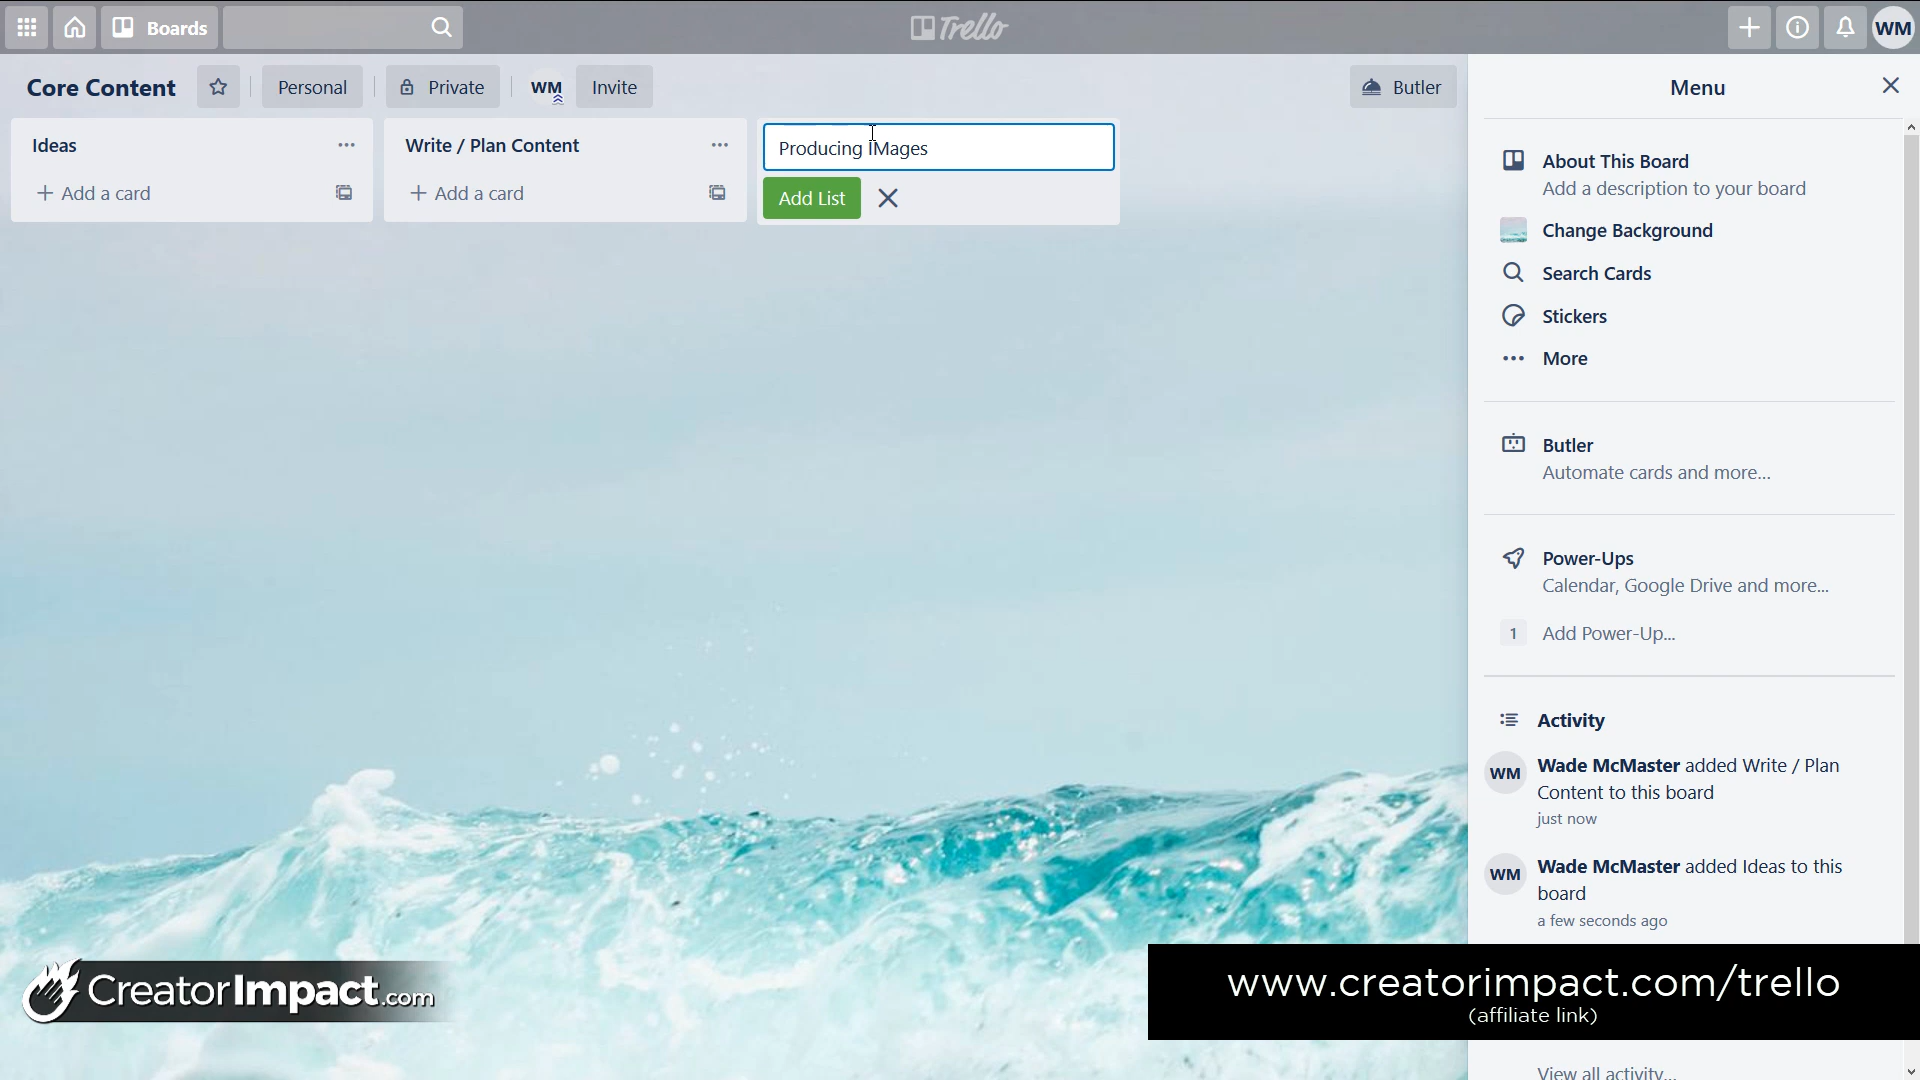 Boards
Trello
WM
Core Content
Personal
Private
WM
Invite
Butler
Menu
Ideas
Add a card
Write / Plan Content
Add a card
Producing IMages
Add List
About This Board
Add a description to your board
Change Background
Search Cards
Stickers
More
Butler
Automate cards and more...
Power-Ups
Calendar, Google Drive and more...
1 Add Power-Up...
Activity
WM
Wade McMaster added Write / Plan
Content to this board
just now
WM
Wade McMaster added Ideas to this
board
a few seconds ago
CreatorImpact.com
www.creatorimpact.com/trello
(affiliate link)
View all activity...